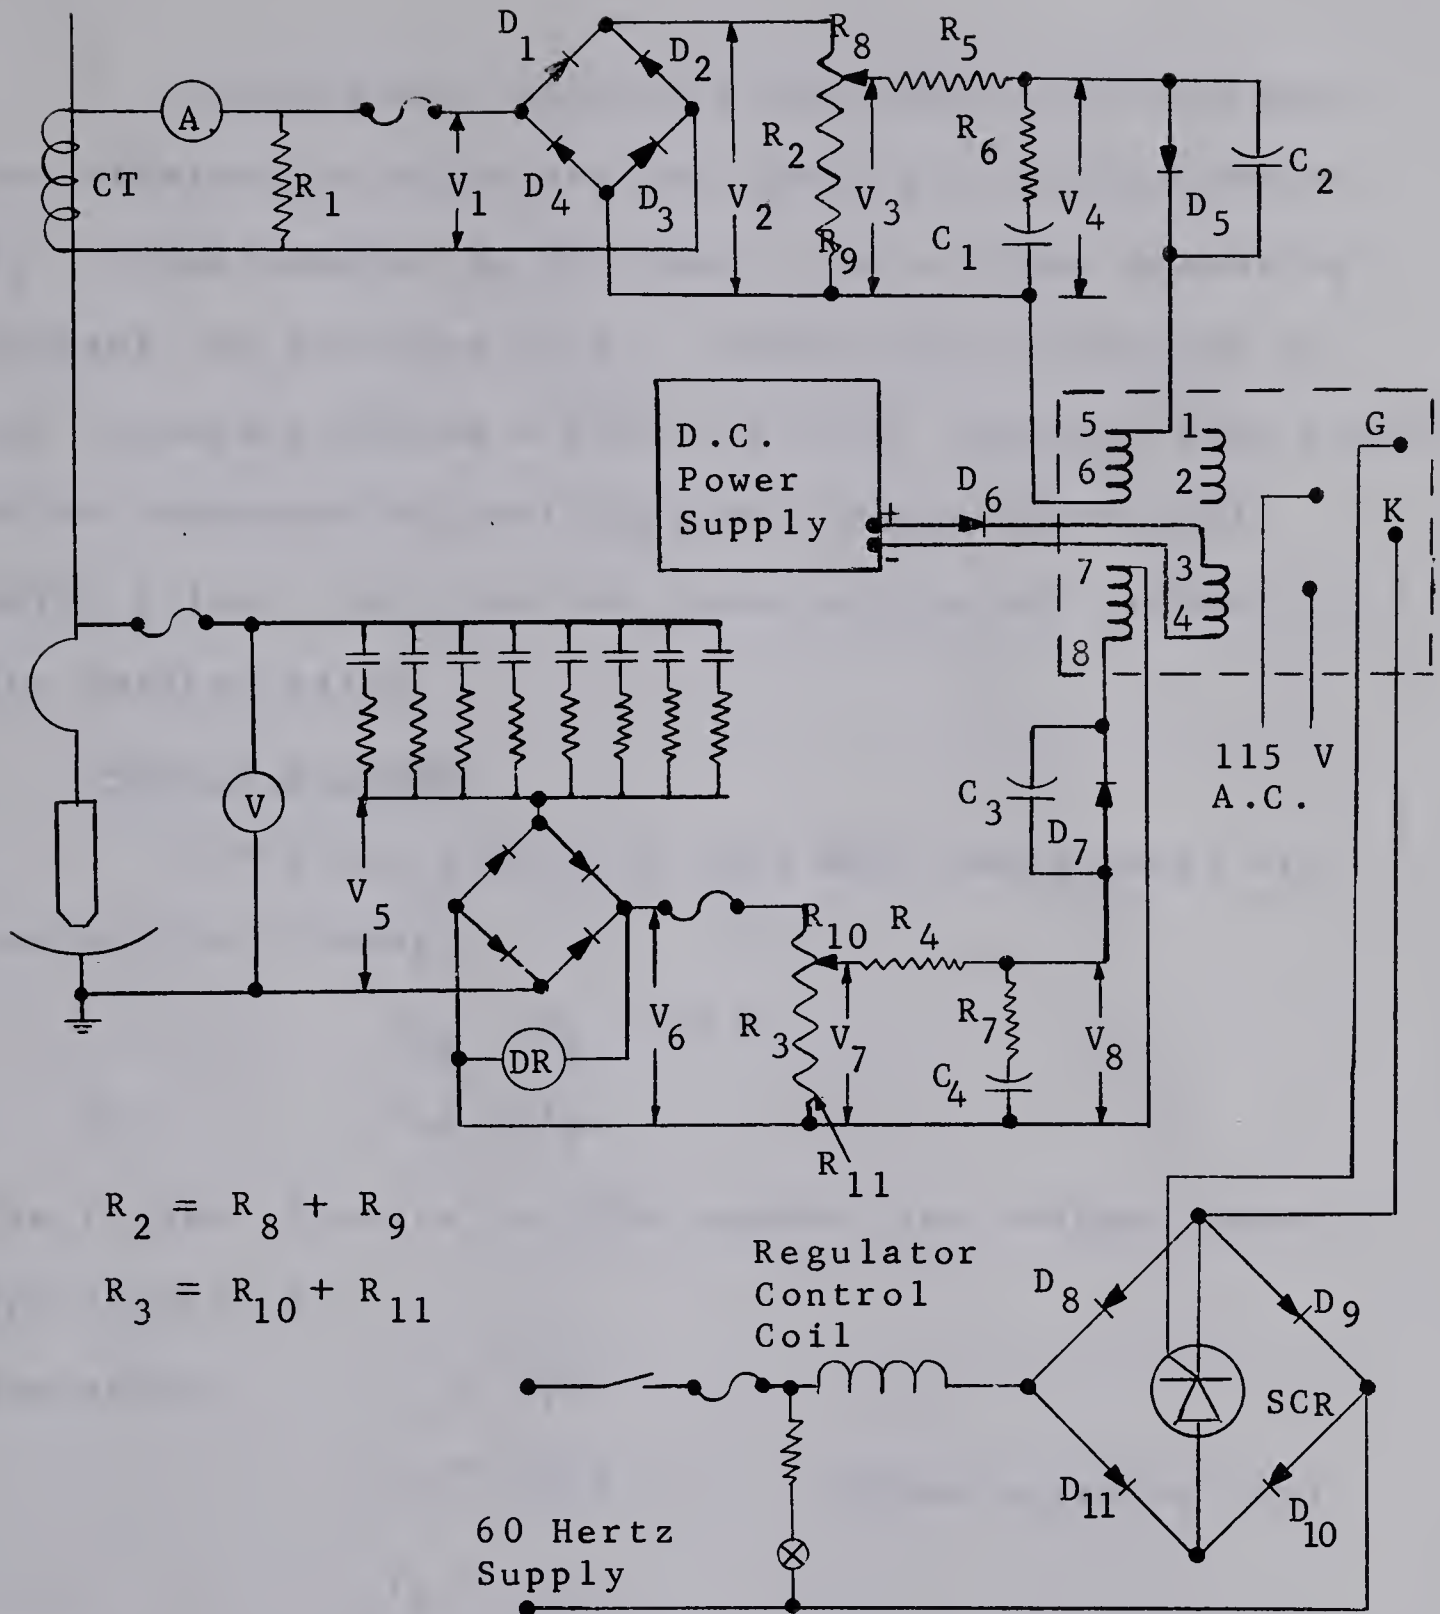 D1
D2
R8
R5
A
CT
R1
V1
D4
D3
V2
R2
V3
R9
R6
C1
V4
D5
C2
D.C.
Power
Supply
+
-
D6
5
6
1
2
G
K
7
8
3
4
115 V
A.C.
V
V5
C3
D7
R10
R4
DR
V6
R3
V7
R7
C4
V8
R11
R2 = R8 + R9
R3 = R10 + R11
Regulator
Control
Coil
D8
D9
SCR
D11
D10
60 Hertz
Supply